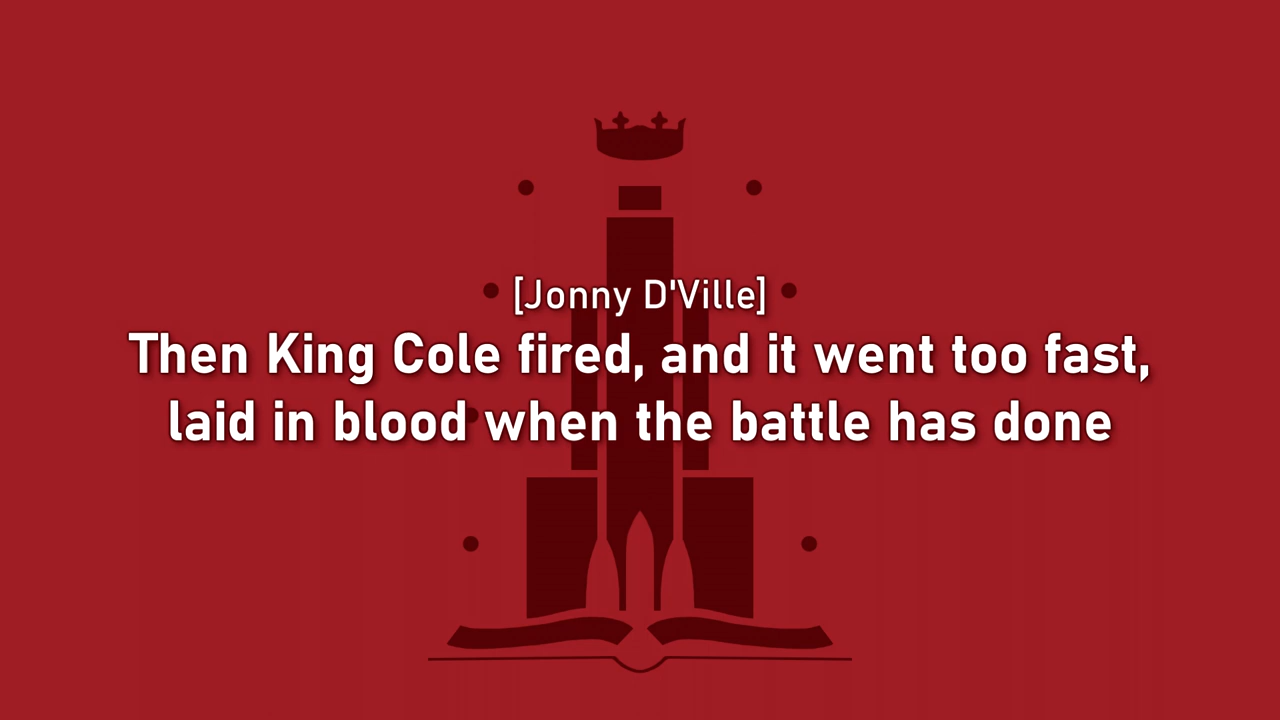 [Jonny D'Ville]
Then King Cole fired, and it went too fast,
laid in blood when the battle has done